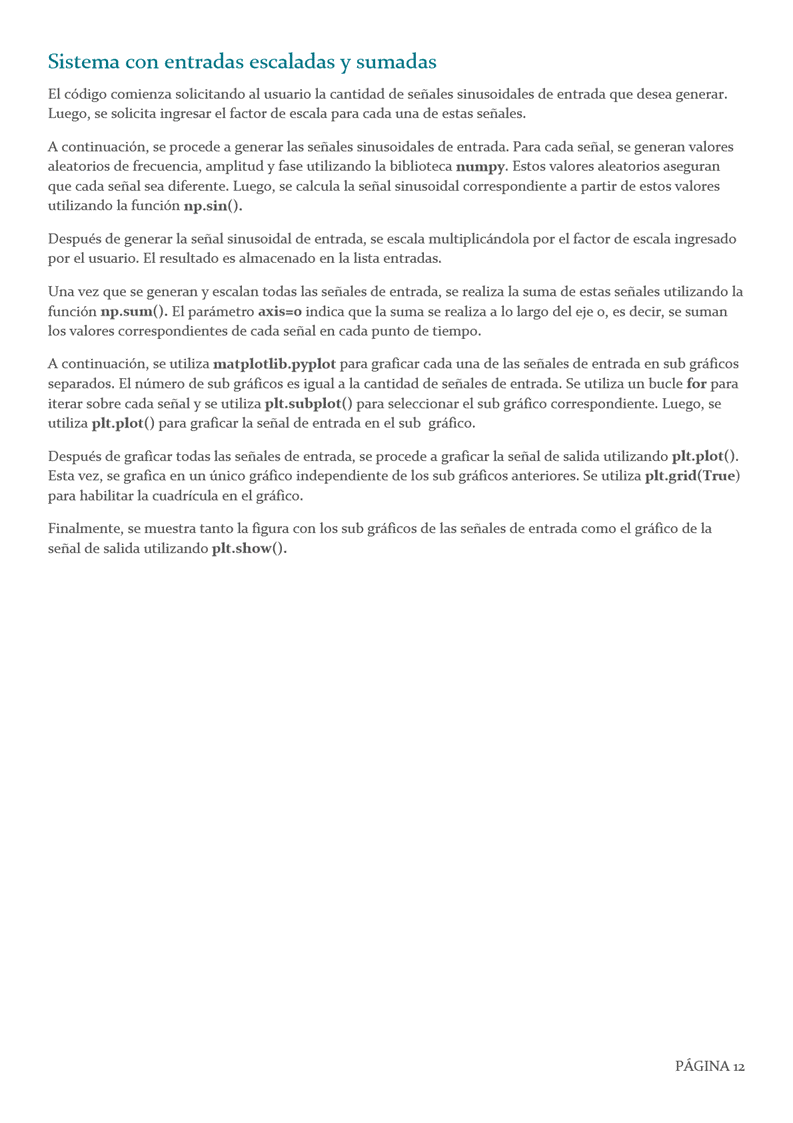 Sistema con entradas escaladas y sumadas
El código comienza solicitando al usuario la cantidad de señales sinusoidales de entrada que desea generar.
Luego, se solicita ingresar el factor de escala para cada una de estas señales.
A continuación, se procede a generar las señales sinusoidales de entrada. Para cada señal, se generan valores
aleatorios de frecuencia, amplitud y fase utilizando la biblioteca numpy. Estos valores aleatorios aseguran
que cada señal sea diferente. Luego, se calcula la señal sinusoidal correspondiente a partir de estos valores
utilizando la función np.sin().
Después de generar la señal sinusoidal de entrada, se escala multiplicándola por el factor de escala ingresado
por el usuario. El resultado es almacenado en la lista entradas.
Una vez que se generan y escalan todas las señales de entrada, se realiza la suma de estas señales utilizando la
función np.sum(). El parámetro axis=0 indica que la suma se realiza a lo largo del eje 0, es decir, se suman
los valores correspondientes de cada señal en cada punto de tiempo.
A continuación, se utiliza matplotlib.pyplot para graficar cada una de las señales de entrada en sub gráficos
separados. El número de sub gráficos es igual a la cantidad de señales de entrada. Se utiliza un bucle for para
iterar sobre cada señal y se utiliza plt.subplot() para seleccionar el sub gráfico correspondiente. Luego, se
utiliza plt.plot() para graficar la señal de entrada en el sub gráfico.
Después de graficar todas las señales de entrada, se procede a graficar la señal de salida utilizando plt.plot().
Esta vez, se grafica en un único gráfico independiente de los sub gráficos anteriores. Se utiliza plt.grid(True)
para habilitar la cuadrícula en el gráfico.
Finalmente, se muestra tanto la figura con los sub gráficos de las señales de entrada como el gráfico de la
señal de salida utilizando plt.show().
PÁGINA 12